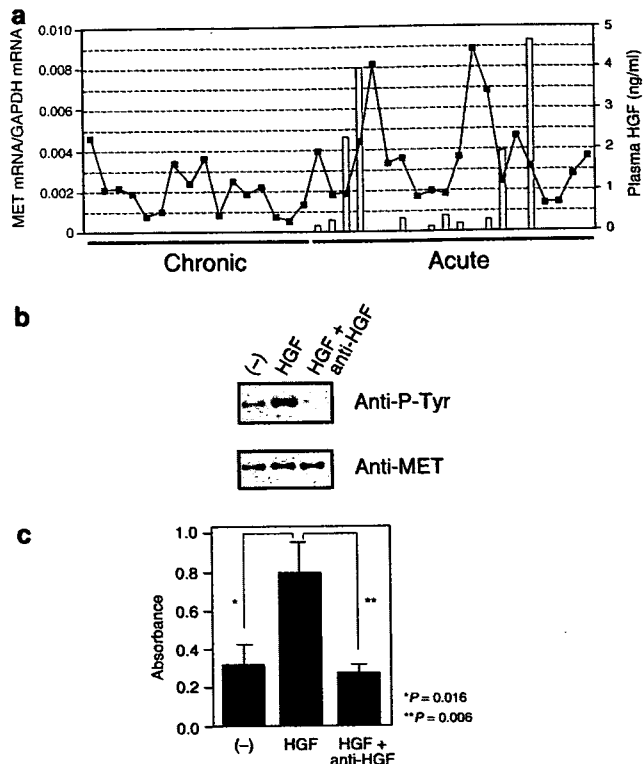 a
MET mRNA/GAPDH mRNA
0.010
0.008
0.006
0.004
0.002
0
5
4
3
2
1
0
Plasma HGF (ng/ml)
Chronic
Acute
b
(–)
HGF
HGF +
anti-HGF
Anti-P-Tyr
Anti-MET
c
Absorbance
1.0
0.8
0.6
0.4
0.2
0.0
*
**
*P = 0.016
**P = 0.006
(–)
HGF
HGF +
anti-HGF